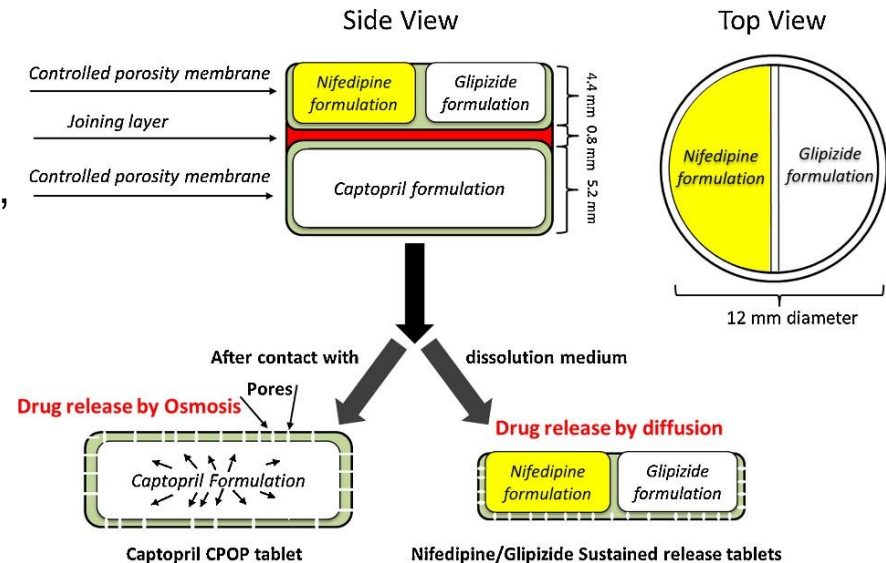 Side View
Top View
Controlled porosity membrane
Joining layer
Controlled porosity membrane
,
Nifedipine
formulation
Glipizide
formulation
Captopril formulation
4.4 mm
0.8 mm
5.2 mm
Nifedipine
formulation
Glipizide
formulation
12 mm diameter
After contact with
dissolution medium
Pores
Drug release by Osmosis
Captopril Formulation
Captopril CPOP tablet
Drug release by diffusion
Nifedipine
formulation
Glipizide
formulation
Nifedipine/Glipizide Sustained release tablets